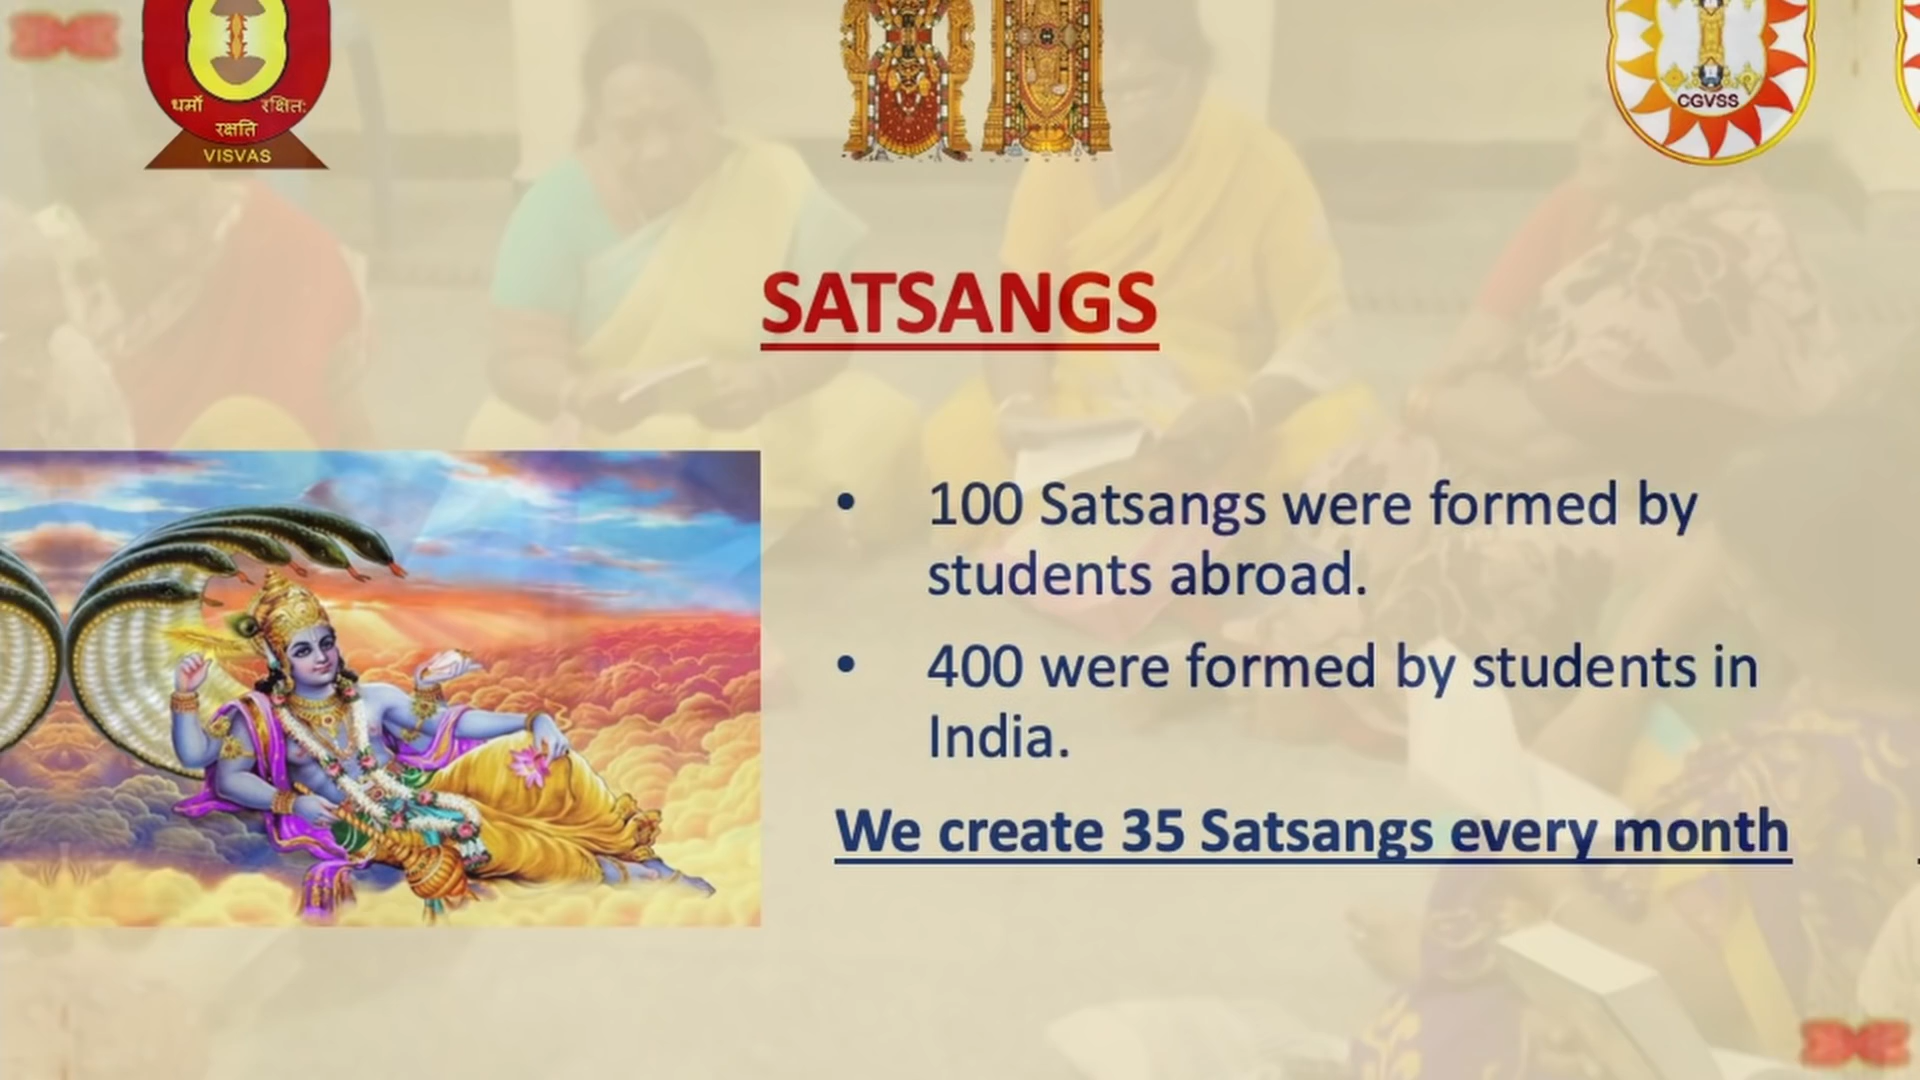 धर्मो रक्षितः
रक्षति
VISVAS
CGVSS
SATSANGS
• 100 Satsangs were formed by
students abroad.
• 400 were formed by students in
India.
We create 35 Satsangs every month